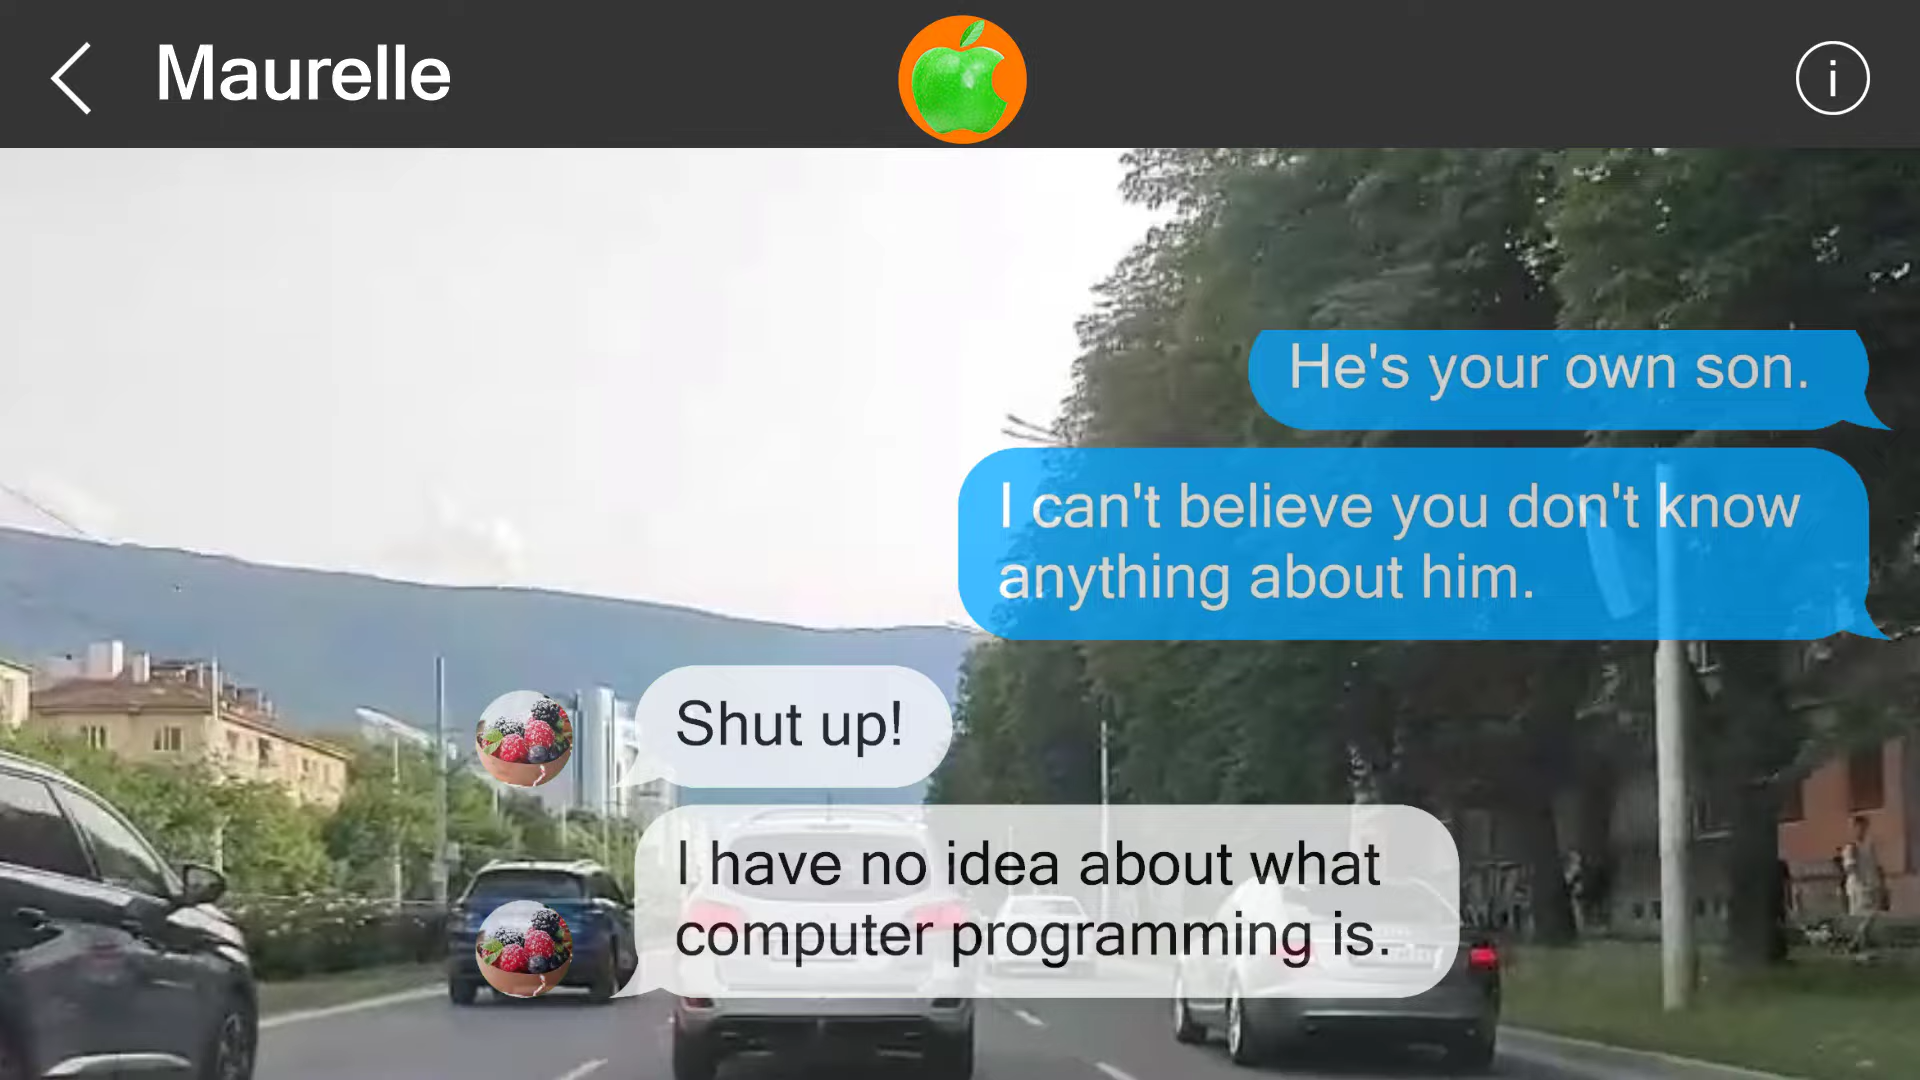 Maurelle
He's your own son.
I can't believe you don't know
anything about him.
Shut up!
I have no idea about what
computer programming is.